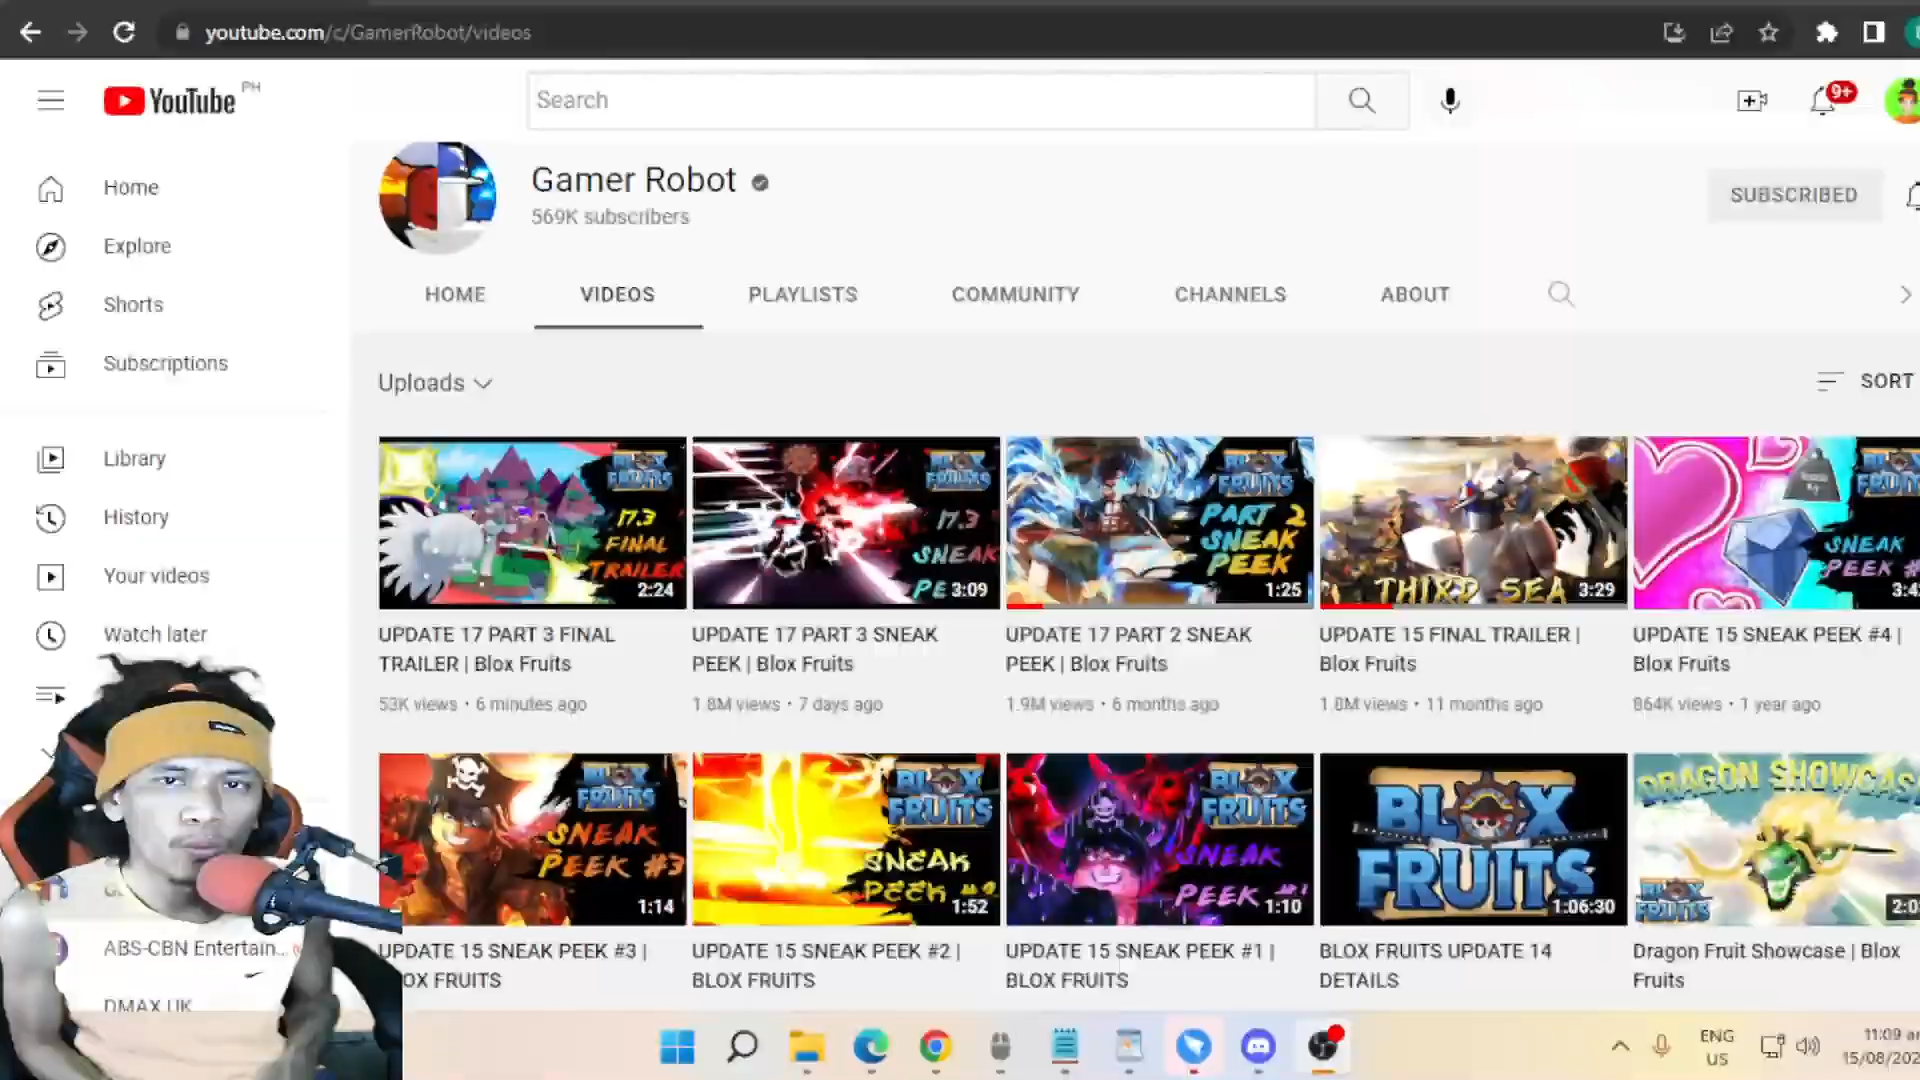 youtube.com/c/GamerRobot/videos
YouTube PH
Search
9+
Home
Explore
Shorts
Subscriptions
Library
History
Your videos
Watch later
ABS-CBN Entertain...
DMAX UK
Gamer Robot
569K subscribers
SUBSCRIBED
HOME VIDEOS PLAYLISTS COMMUNITY CHANNELS ABOUT
Uploads
SORT
BLOX
FRUITS
17.3
FINAL
TRAILER
2:24
BLOX
FRUITS
17.3
SNEAK
PE 3:09
BLOX
FRUITS
PART 2
SNEAK
PEEK
1:25
THIRD SEA
3:29
SNEAK
PEEK
UPDATE 17 PART 3 FINAL
TRAILER | Blox Fruits
53K views • 6 minutes ago
UPDATE 17 PART 3 SNEAK
PEEK | Blox Fruits
1.8M views • 7 days ago
UPDATE 17 PART 2 SNEAK
PEEK | Blox Fruits
1.9M views • 6 months ago
UPDATE 15 FINAL TRAILER |
Blox Fruits
1.8M views • 11 months ago
UPDATE 15 SNEAK PEEK #4 |
Blox Fruits
864K views • 1 year ago
BLOX
FRUITS
SNEAK
PEEK #3
1:14
BLOX
FRUITS
SNEAK
PEEK #2
1:52
BLOX
FRUITS
SNEAK
PEEK #1
1:10
BLOX
FRUITS
1:06:30
DRAGON SHOWCAS
BLOX
FRUITS
UPDATE 15 SNEAK PEEK #3 |
OX FRUITS
UPDATE 15 SNEAK PEEK #2 |
BLOX FRUITS
UPDATE 15 SNEAK PEEK #1 |
BLOX FRUITS
BLOX FRUITS UPDATE 14
DETAILS
Dragon Fruit Showcase | Blox
Fruits
ENG
US
11:09
15/08/202